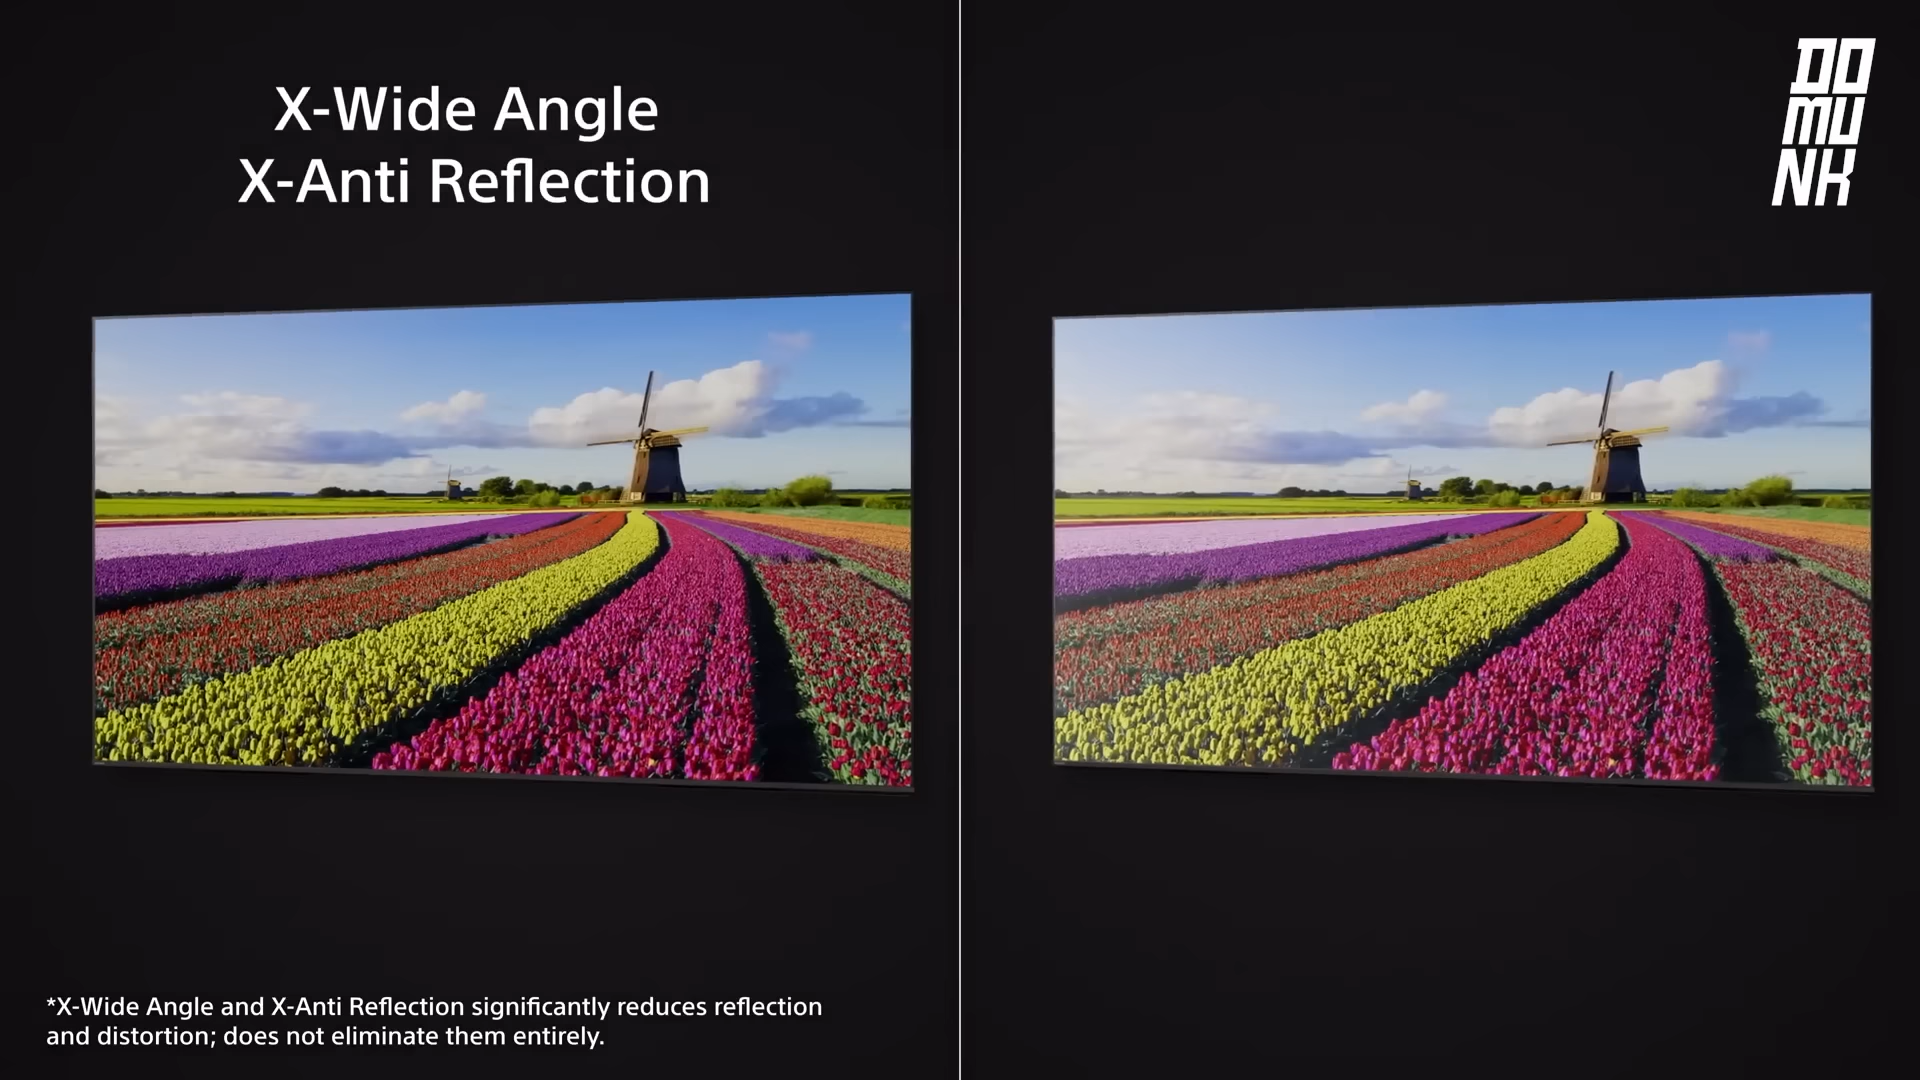 X-Wide Angle
X-Anti Reflection
DO
MU
NK
*X-Wide Angle and X-Anti Reflection significantly reduces reflection
and distortion; does not eliminate them entirely.